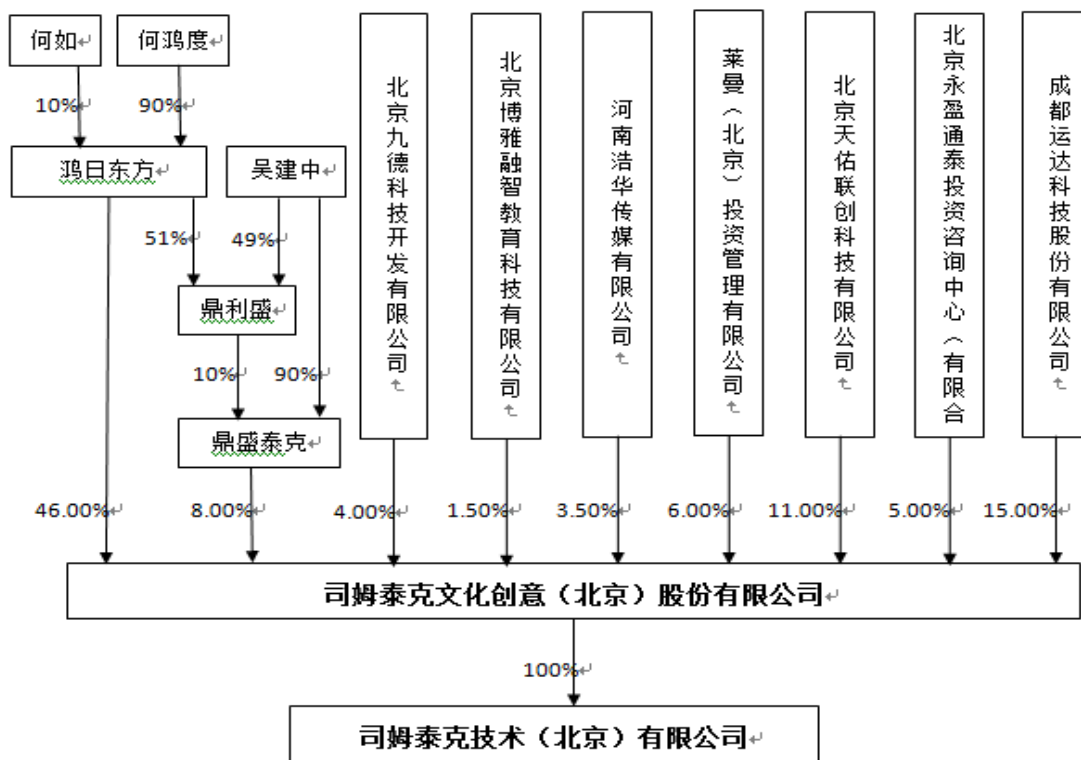 何如
何鸿度
10%
90%
鸿日东方
吴建中
51%
49%
鼎利盛
10%
90%
鼎盛泰克
北京九德科技开发有限公司
北京博雅融智教育科技有限公司
河南浩华传媒有限公司
莱曼（北京）投资管理有限公司
北京天佑联创科技有限公司
北京永盈通泰投资咨询中心（有限合
成都运达科技股份有限公司
46.00%
8.00%
4.00%
1.50%
3.50%
6.00%
11.00%
5.00%
15.00%
司姆泰克文化创意（北京）股份有限公司
100%
司姆泰克技术（北京）有限公司